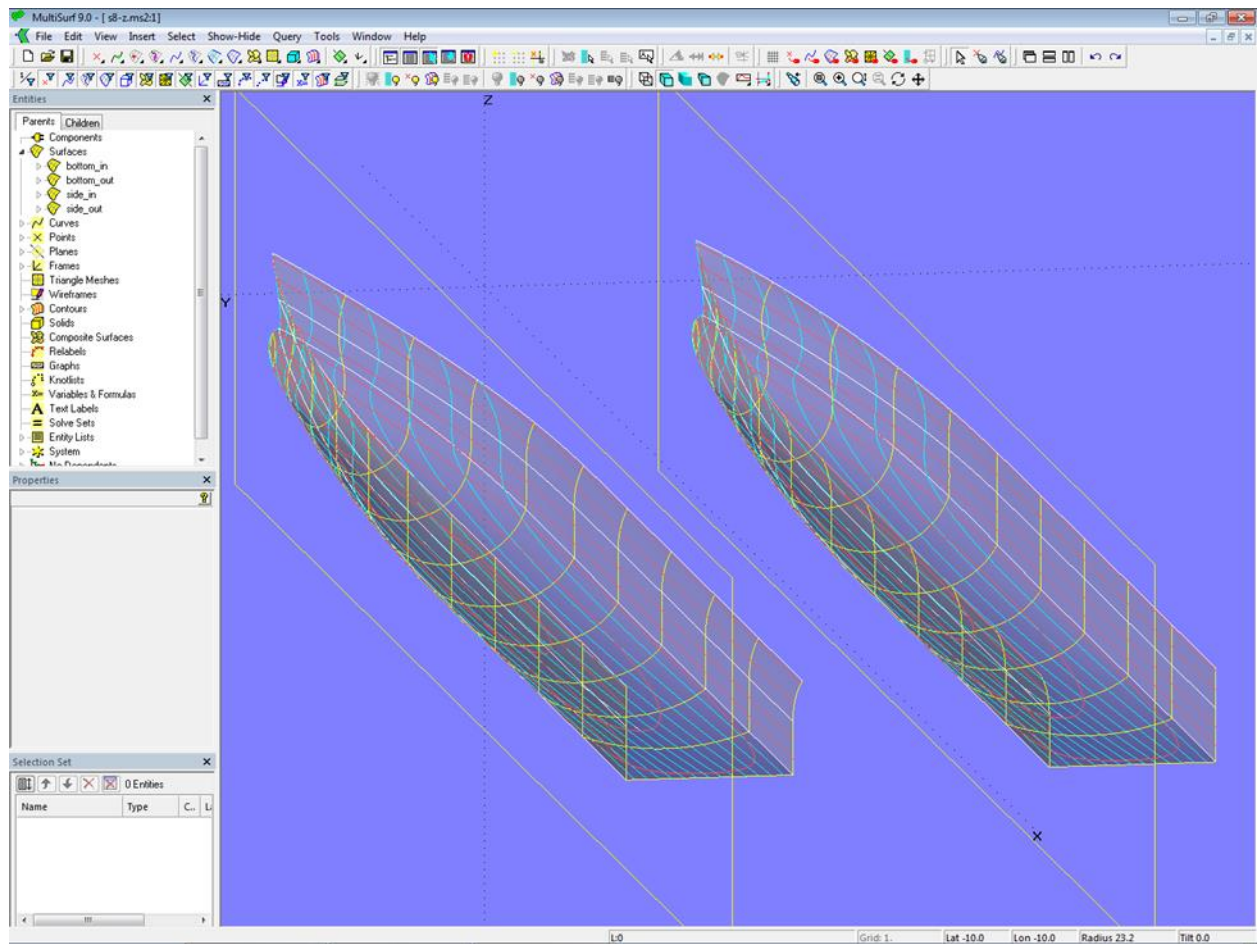 MultiSurf 9.0 - [ s8-z.ms2:1]
File Edit View Insert Select Show-Hide Query Tools Window Help
Entities
Parents Children
Components
Surfaces
bottom_in
bottom_out
side_in
side_out
Curves
Points
Planes
Frames
Triangle Meshes
Wireframes
Contours
Solids
Composite Surfaces
Relabels
Graphs
Knotlists
Variables & Formulas
Text Labels
Solve Sets
Entity Lists
System
No Dependents
Properties
Selection Set
0 Entities
Name Type C..
Z
Y
X
L:0 Grid: 1. Lat -10.0 Lon -10.0 Radius 23.2 Tilt 0.0